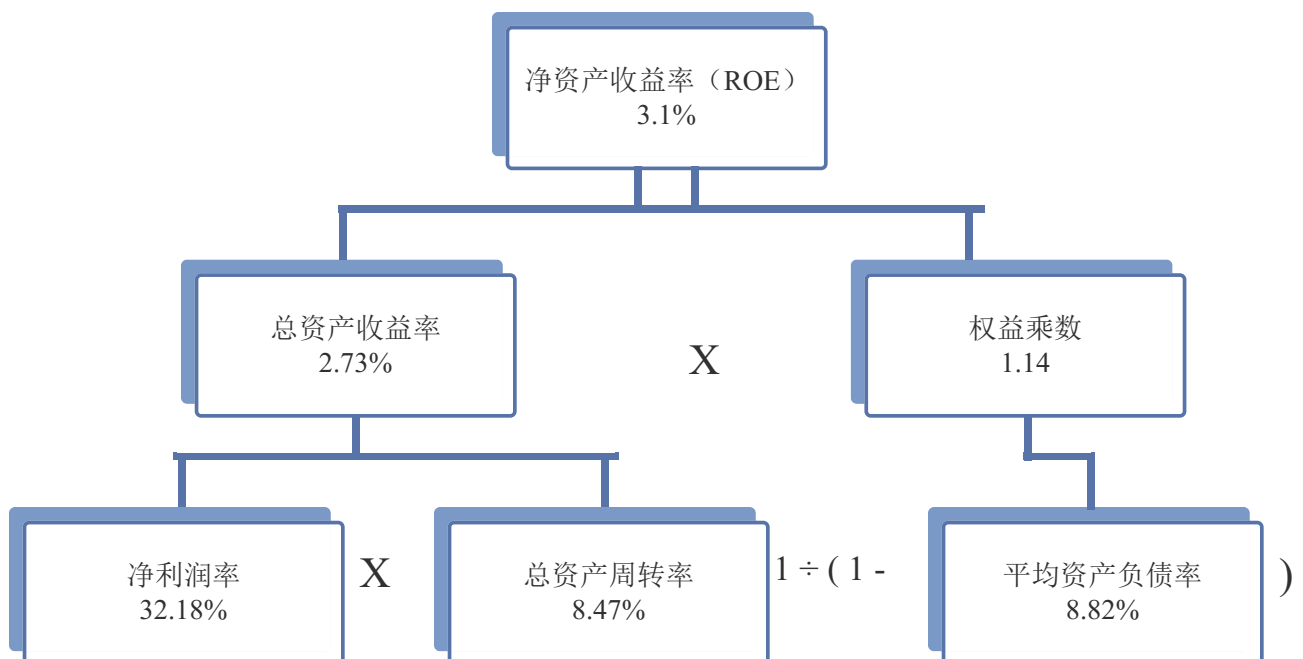 净资产收益率（ROE）
3.1%
总资产收益率
2.73%
X
权益乘数
1.14
净利润率
32.18%
X
总资产周转率
8.47%
1 ÷ ( 1 -
平均资产负债率
8.82%
)